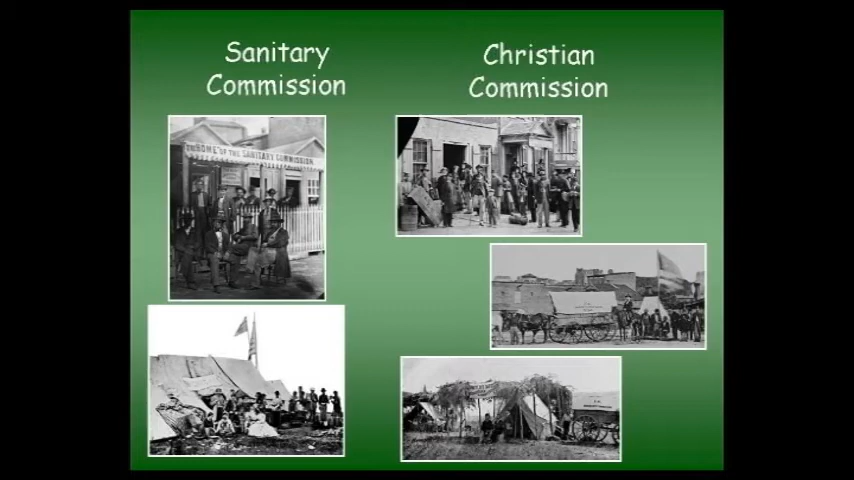 Sanitary
Commission
Christian
Commission
"HOME" OF THE SANITARY COMMISSION